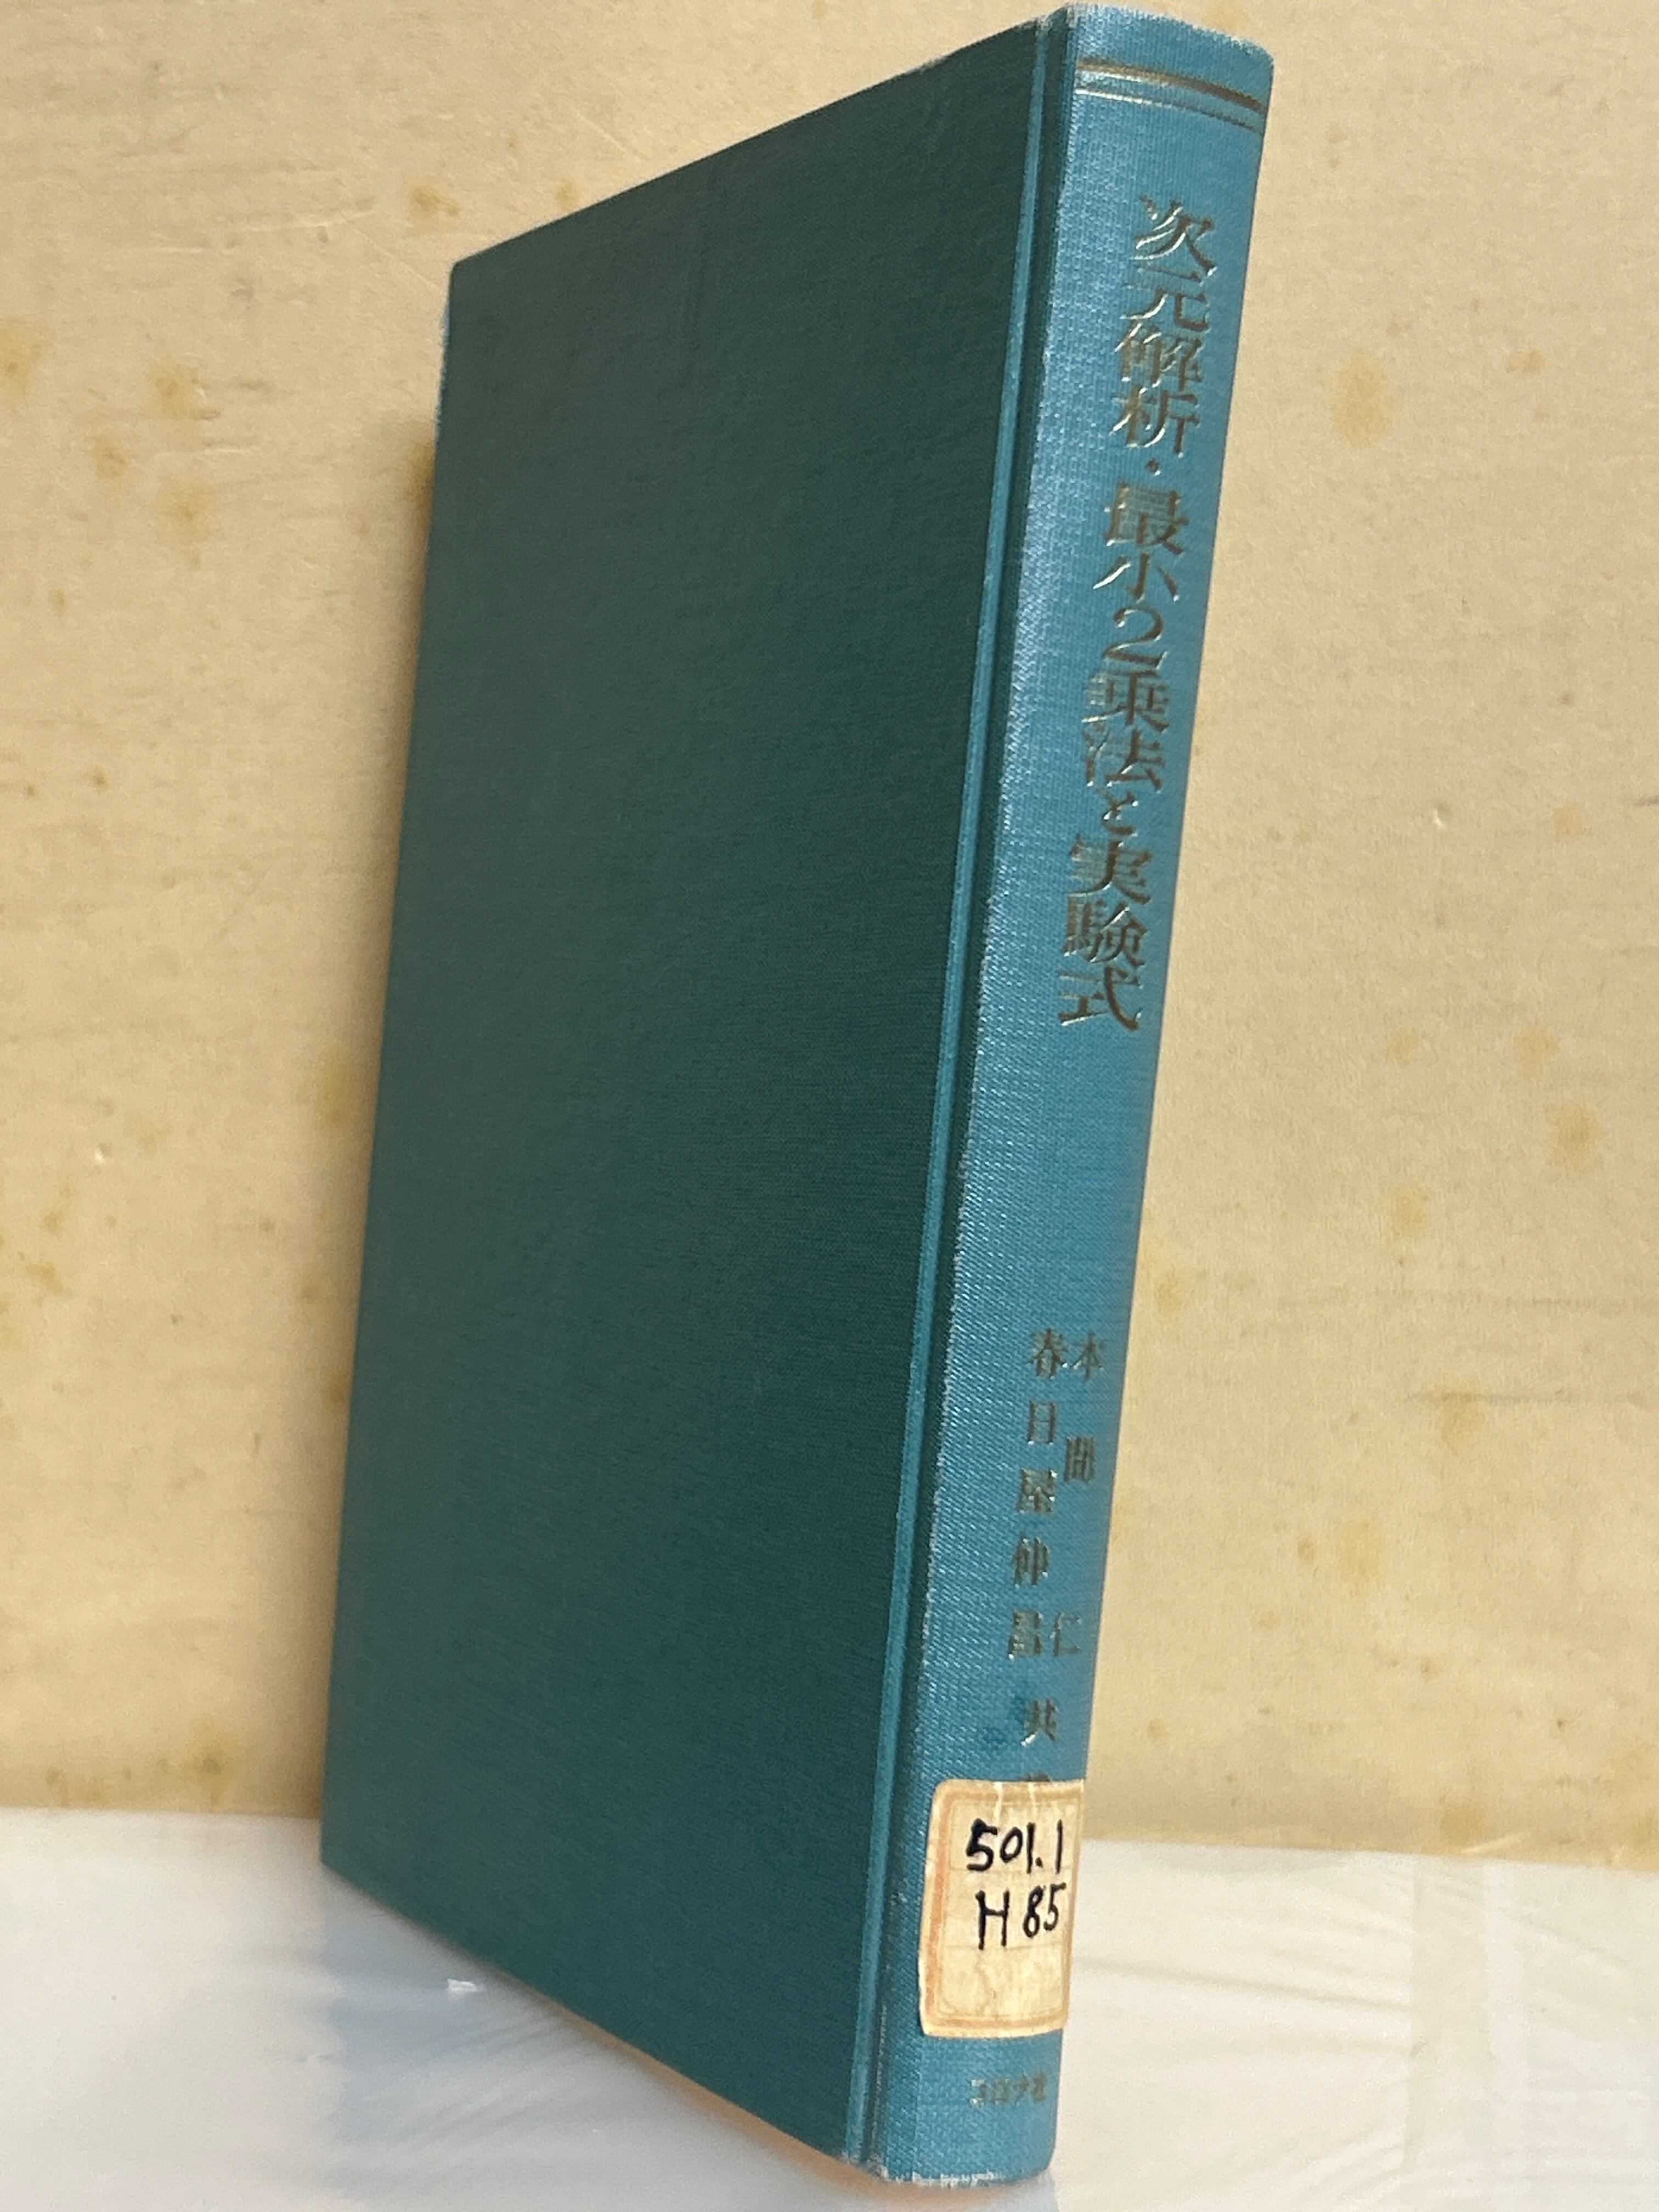 次元解析・最小2乗法と実験式
本間 仁
春日屋伸昌
共
501.1
H85
コロナ社